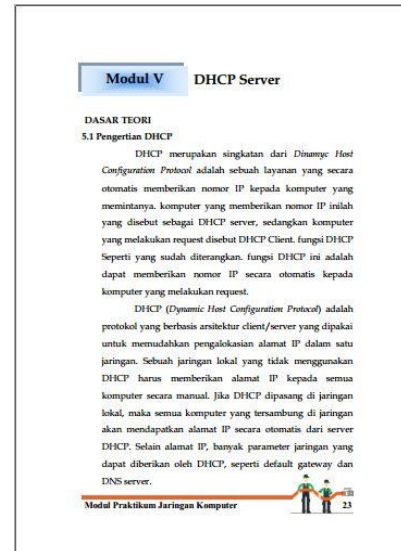 Modul V
DHCP Server
DASAR TEORI
5.1 Pengertian DHCP
DHCP merupakan singkatan dari Dinamyc Host
Configuration Protocol adalah sebuah layanan yang secara
otomatis memberikan nomor IP kepada komputer yang
memintanya. komputer yang memberikan nomor IP inilah
yang disebut sebagai DHCP server, sedangkan komputer
yang melakukan request disebut DHCP Client. fungsi DHCP
Seperti yang sudah diterangkan. fungsi DHCP ini adalah
dapat memberikan nomor IP secara otomatis kepada
komputer yang melakukan request.
DHCP (Dynamic Host Configuration Protocol) adalah
protokol yang berbasis arsitektur client/server yang dipakai
untuk memudahkan pengalokasian alamat IP dalam satu
jaringan. Sebuah jaringan lokal yang tidak menggunakan
DHCP harus memberikan alamat IP kepada semua
komputer secara manual. Jika DHCP dipasang di jaringan
lokal, maka semua komputer yang tersambung di jaringan
akan mendapatkan alamat IP secara otomatis dari server
DHCP. Selain alamat IP, banyak parameter jaringan yang
dapat diberikan oleh DHCP, seperti default gateway dan
DNS server.
Modul Praktikum Jaringan Komputer
23